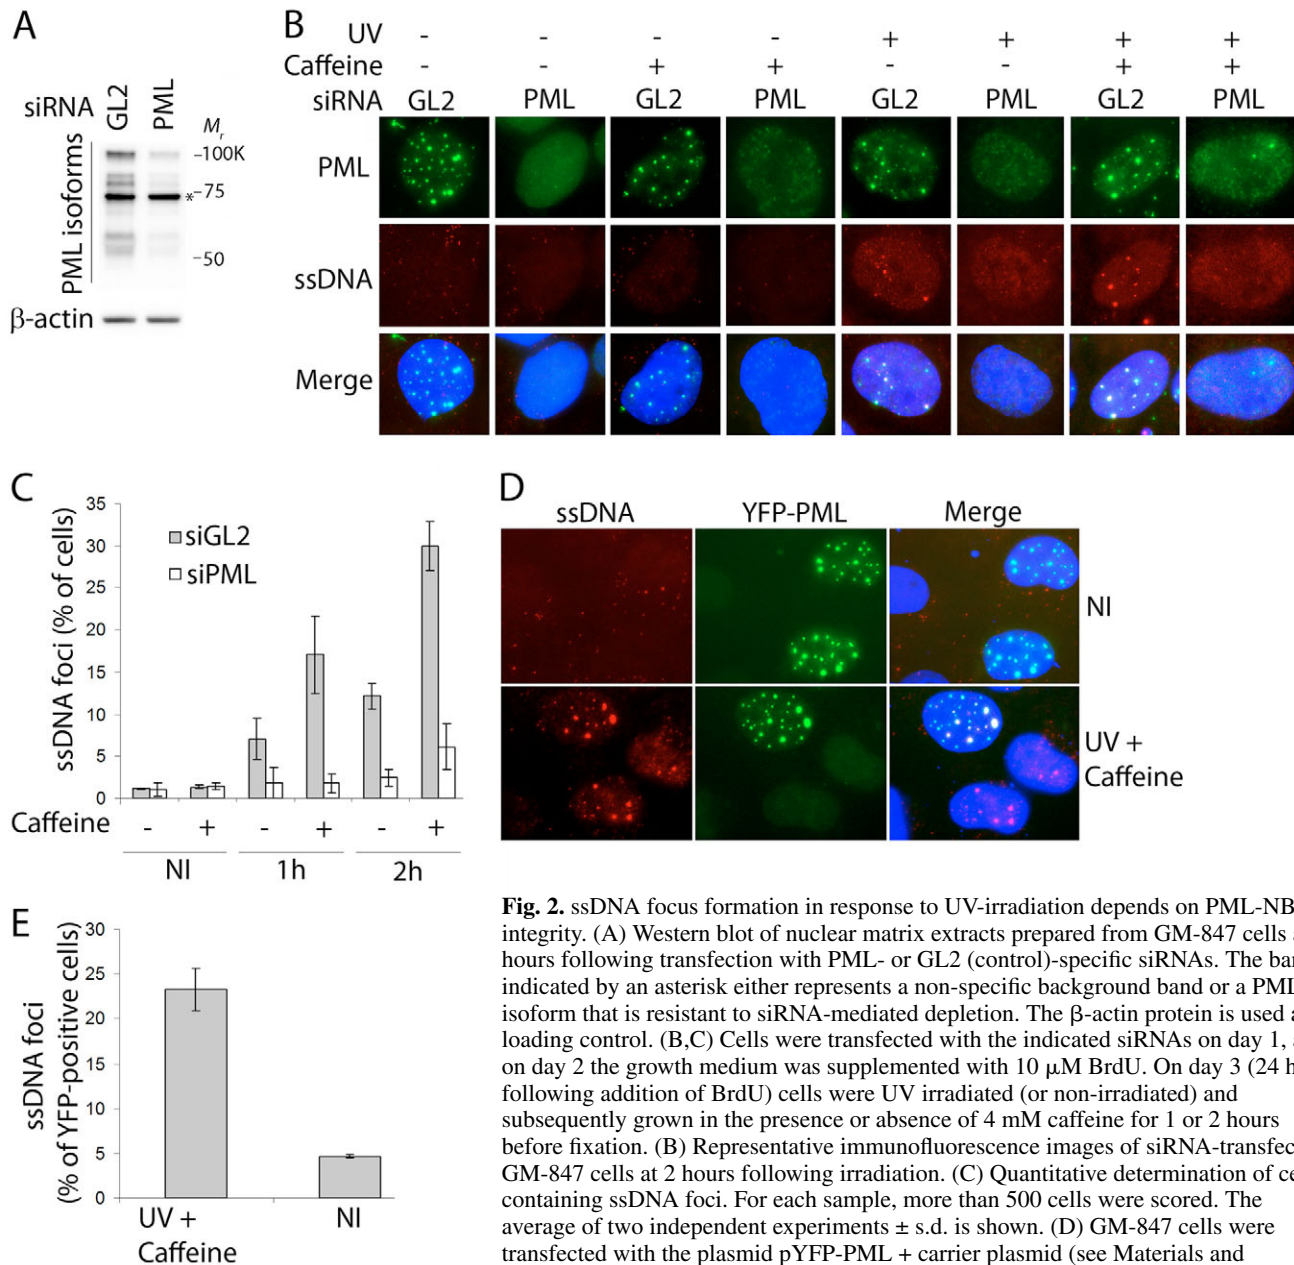 A
siRNA GL2 PML
Mr
PML isoforms
-100K
*-75
-50
β-actin
B
UV - - - - + + + +
Caffeine - - + + - - + +
siRNA GL2 PML GL2 PML GL2 PML GL2 PML
PML
ssDNA
Merge
C
ssDNA foci (% of cells)
35
30
25
20
15
10
5
0
siGL2
siPML
Caffeine - + - + - +
NI 1h 2h
D
ssDNA YFP-PML Merge
NI
UV +
Caffeine
E
ssDNA foci
(% of YFP-positive cells)
30
25
20
15
10
5
0
UV +
Caffeine
NI
Fig. 2. ssDNA focus formation in response to UV-irradiation depends on PML-NB
integrity. (A) Western blot of nuclear matrix extracts prepared from GM-847 cells
hours following transfection with PML- or GL2 (control)-specific siRNAs. The
indicated by an asterisk either represents a non-specific background band or a PML
isoform that is resistant to siRNA-mediated depletion. The β-actin protein is used
loading control. (B,C) Cells were transfected with the indicated siRNAs on day 1,
on day 2 the growth medium was supplemented with 10 μM BrdU. On day 3 (24
following addition of BrdU) cells were UV irradiated (or non-irradiated) and
subsequently grown in the presence or absence of 4 mM caffeine for 1 or 2 hours
before fixation. (B) Representative immunofluorescence images of
GM-847 cells at 2 hours following irradiation. (C) Quantitative determination of
containing ssDNA foci. For each sample, more than 500 cells were scored. The
average of two independent experiments ± s.d. is shown. (D) GM-847 cells were
transfected with the plasmid pYFP-PML + carrier plasmid (see Materials and